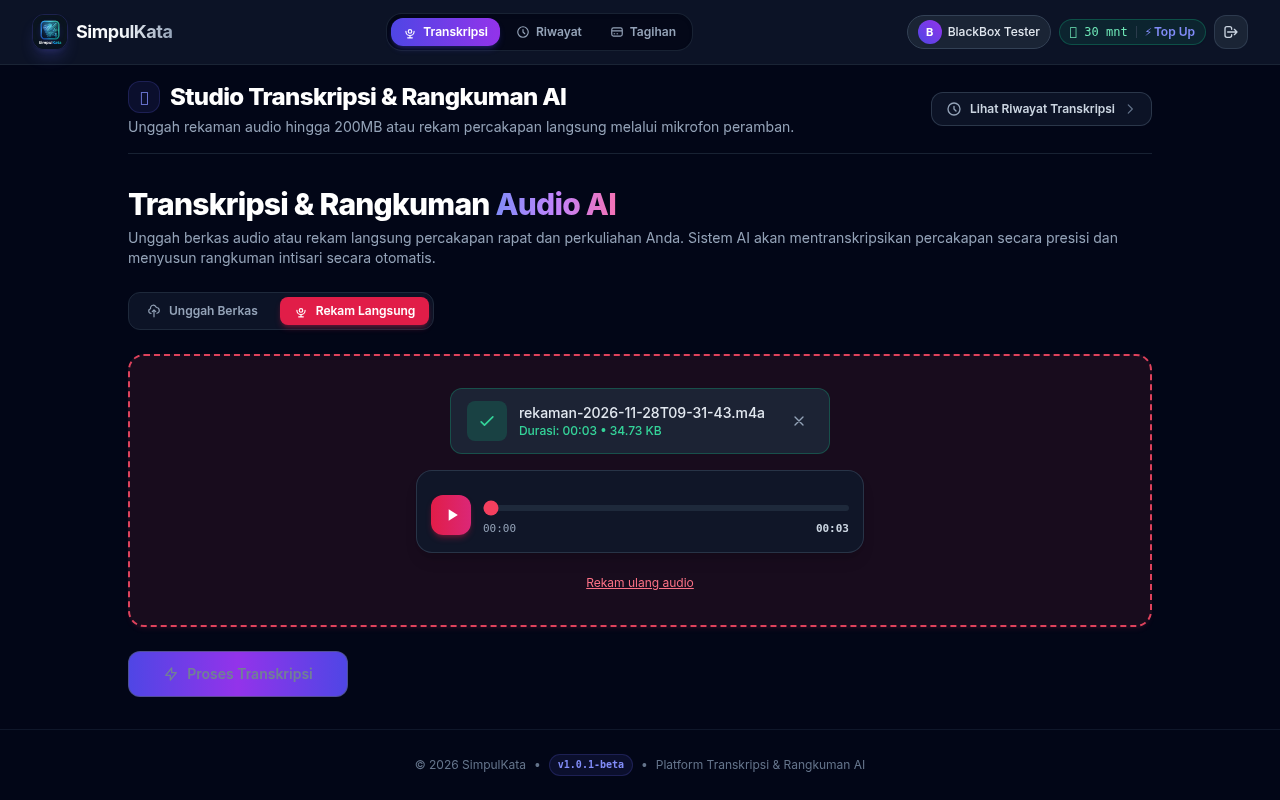 SimpulKata
Transkripsi
Riwayat
Tagihan
B
BlackBox Tester
30 mnt
Top Up
Studio Transkripsi & Rangkuman AI
Unggah rekaman audio hingga 200MB atau rekam percakapan langsung melalui mikrofon peramban.
Lihat Riwayat Transkripsi
Transkripsi & Rangkuman Audio AI
Unggah berkas audio atau rekam langsung percakapan rapat dan perkuliahan Anda. Sistem AI akan mentranskripsikan percakapan secara presisi dan
menyusun rangkuman intisari secara otomatis.
Unggah Berkas
Rekam Langsung
rekaman-2026-11-28T09-31-43.m4a
Durasi: 00:03 • 34.73 KB
00:00
00:03
Rekam ulang audio
Proses Transkripsi
© 2026 SimpulKata • v1.0.1-beta • Platform Transkripsi & Rangkuman AI